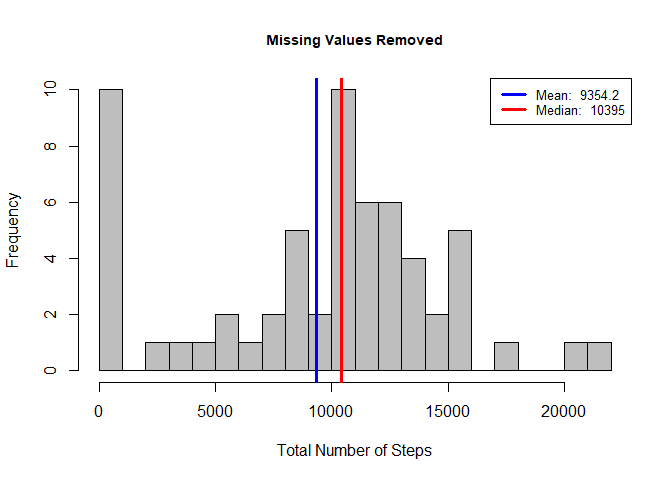 Missing Values Removed
Mean: 9354.2
Median: 10395
Frequency
10
8
6
4
2
0
0 5000 10000 15000 20000
Total Number of Steps